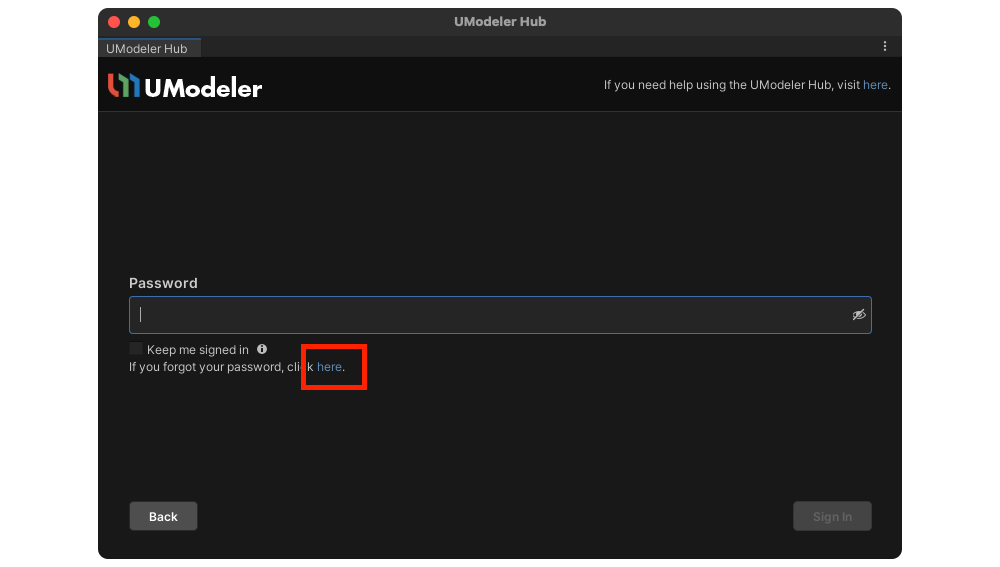 UModeler Hub
UModeler Hub
UModeler
If you need help using the UModeler Hub, visit here.
Password
Keep me signed in
If you forgot your password, click here.
Back
Sign In